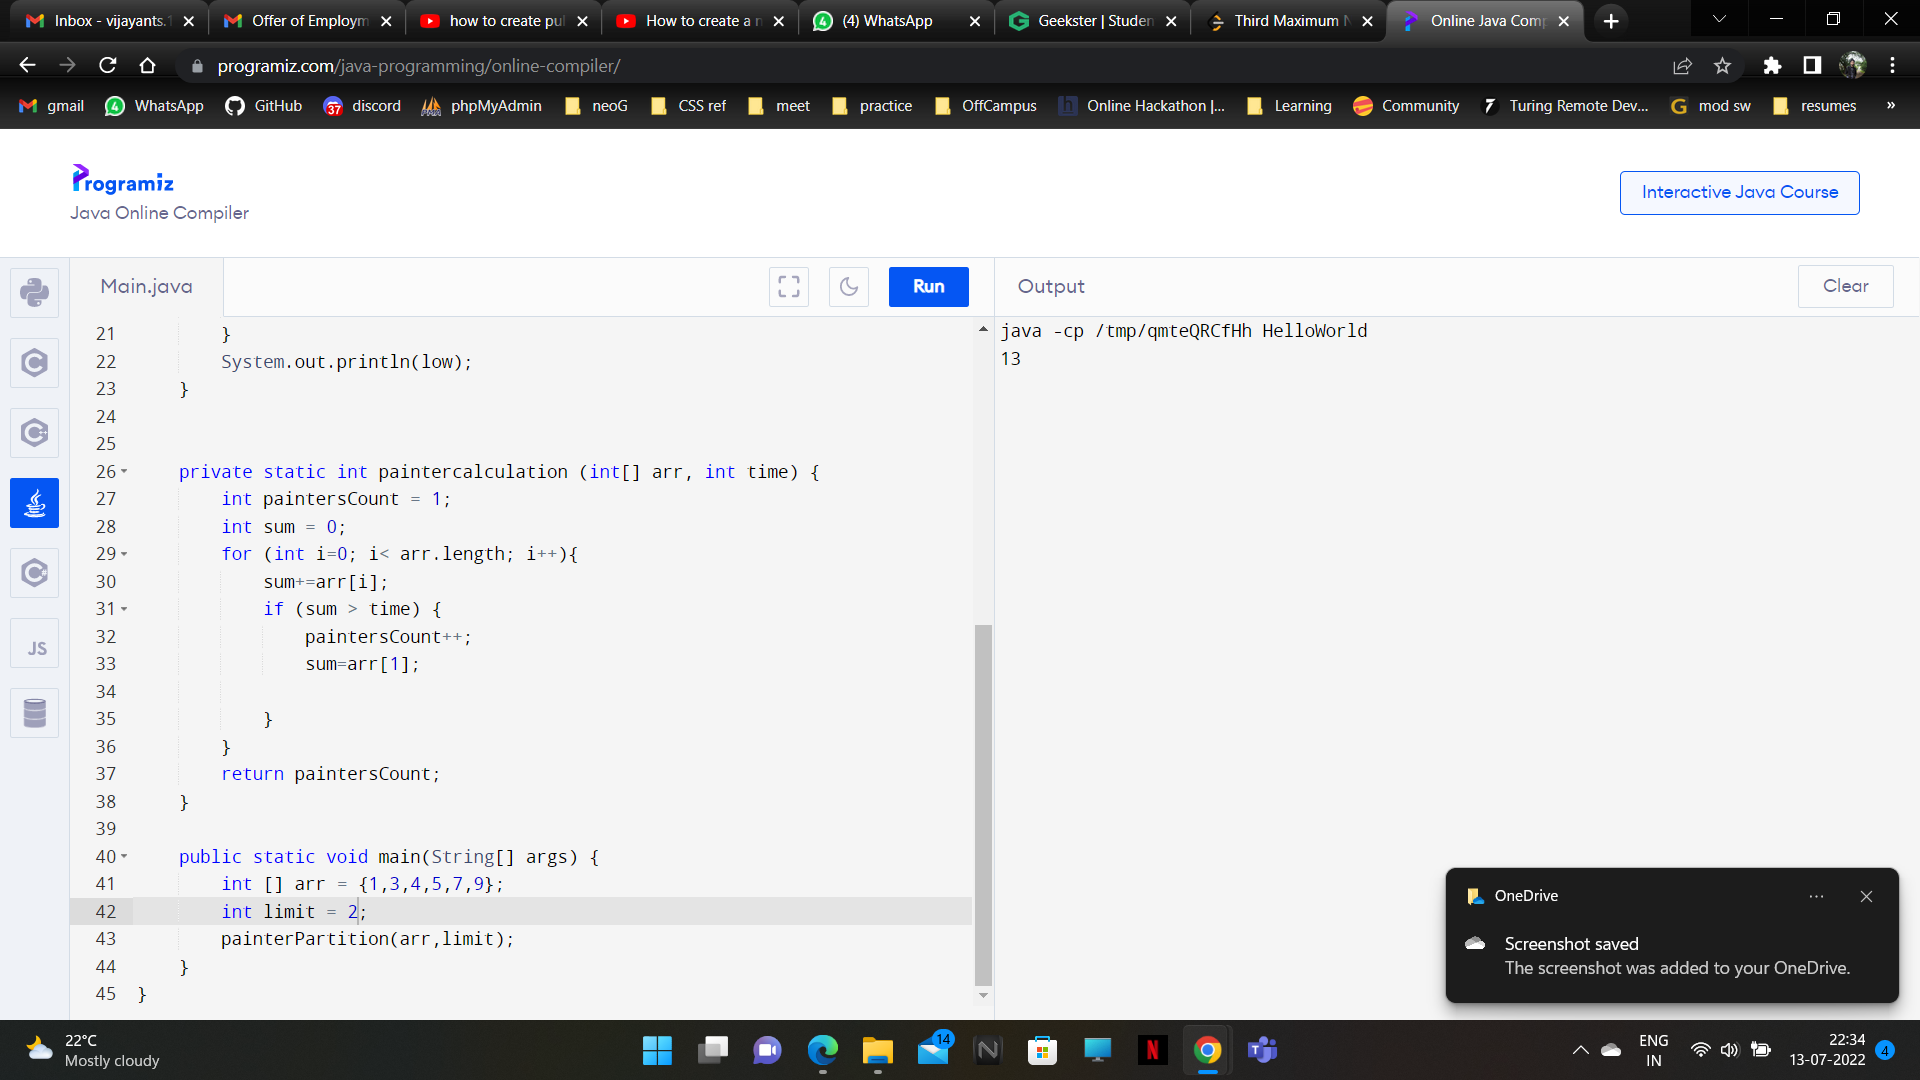 Inbox - vijayants.1
Offer of Employm
how to create pul
How to create a n
(4) WhatsApp
Geekster | Studen
Third Maximum N
Online Java Comp
programiz.com/java-programming/online-compiler/
gmail
4 WhatsApp
GitHub
37 discord
phpMyAdmin
neoG
CSS ref
meet
practice
OffCampus
h Online Hackathon |...
Learning
Community
Turing Remote Dev...
G mod sw
resumes
»
Programiz
Java Online Compiler
Interactive Java Course
Main.java
Run
Output
Clear
21 }
22 System.out.println(low);
23 }
24
25
26 private static int paintercalculation (int[] arr, int time) {
27 int paintersCount = 1;
28 int sum = 0;
29 for (int i=0; i< arr.length; i++){
30 sum+=arr[i];
31 if (sum > time) {
32 paintersCount++;
33 sum=arr[1];
34
35 }
36 }
37 return paintersCount;
38 }
39
40 public static void main(String[] args) {
41 int [] arr = {1,3,4,5,7,9};
42 int limit = 2;
43 painterPartition(arr,limit);
44 }
45 }
java -cp /tmp/qmteQRCfHh HelloWorld
13
JS
OneDrive
Screenshot saved
The screenshot was added to your OneDrive.
22°C
Mostly cloudy
14
ENG
IN
22:34
13-07-2022
4